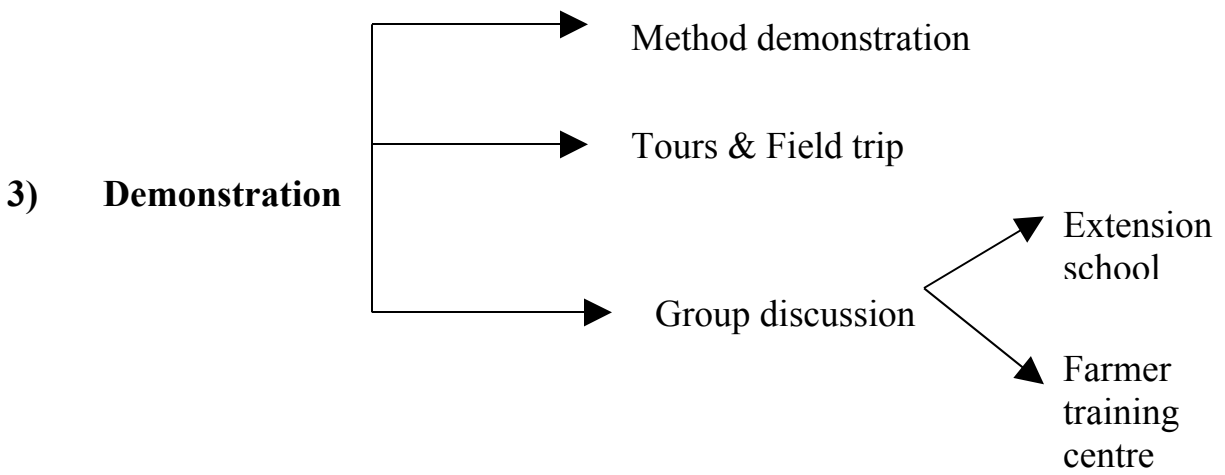 Method demonstration
Tours & Field trip
3) Demonstration
Extension
school
Group discussion
Farmer
training
centre